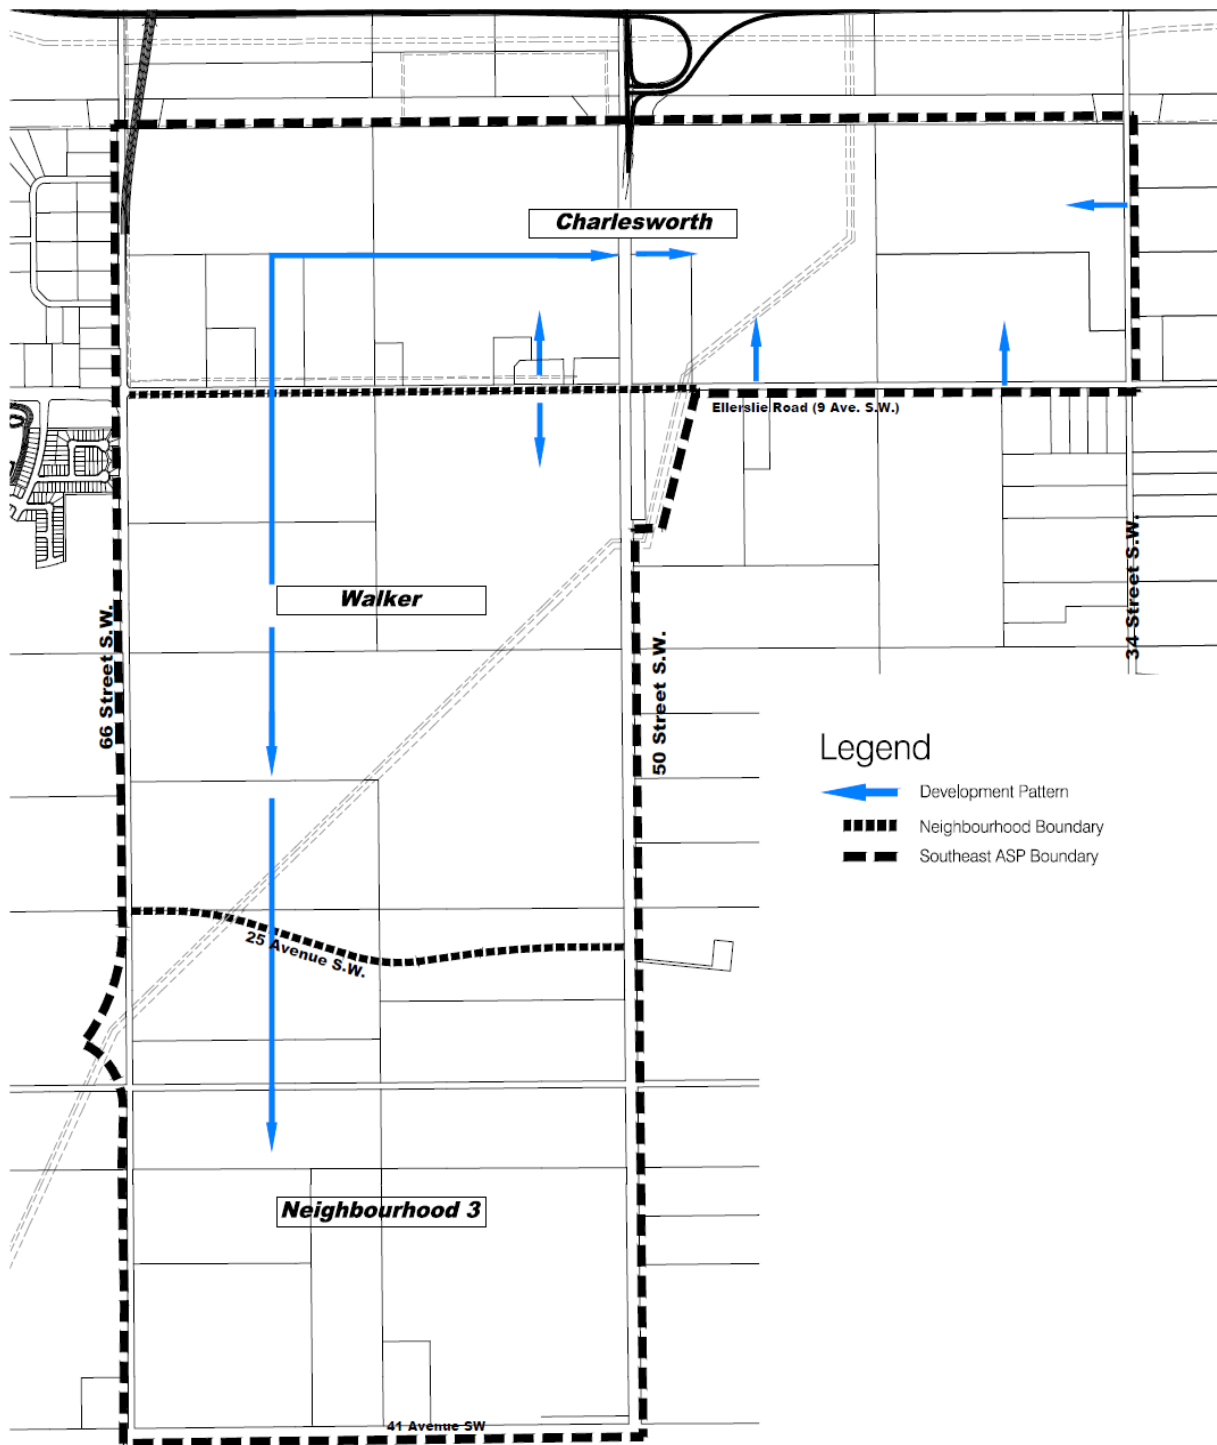 Charlesworth
Ellerslie Road (9 Ave. S.W.)
Walker
66 Street S.W.
50 Street S.W.
34 Street S.W.
Legend
Development Pattern
Neighbourhood Boundary
Southeast ASP Boundary
25 Avenue S.W.
Neighbourhood 3
41 Avenue SW